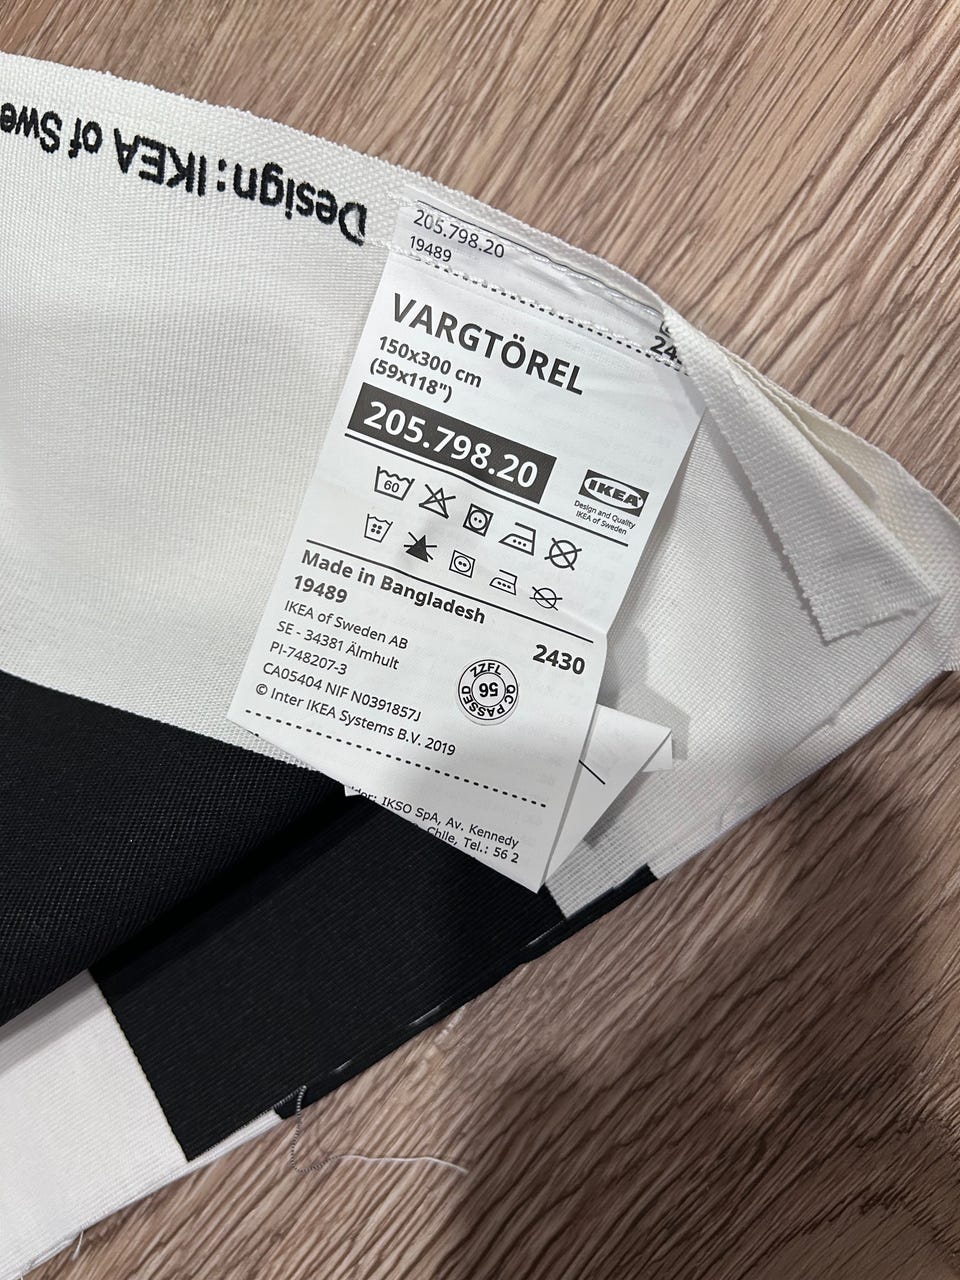 Design: IKEA of Swe
205.798.20
19489
24
VARGTÖREL
150x300 cm
(59x118")
205.798.20
60
IKEA
Design and Quality
IKEA of Sweden
Made in Bangladesh
19489
2430
IKEA of Sweden AB
SE - 34381 Älmhult
PI-748207-3
CA05404 NIF N0391857J
© Inter IKEA Systems B.V. 2019
ZZFL
56
QC PASSED
IKSO SpA, Av. Kennedy
Chile, Tel.: 56 2